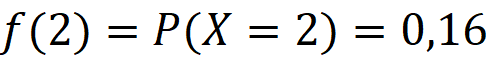 f(2) = P(X = 2) = 0,16